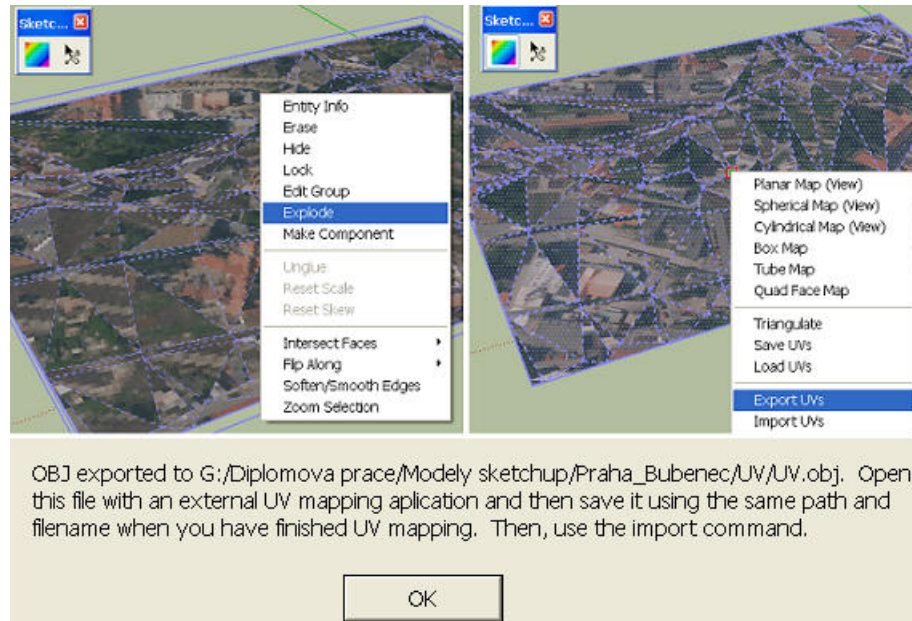 Sketc...
Entity Info
Erase
Hide
Lock
Edit Group
Explode
Make Component
Unglue
Reset Scale
Reset Skew
Intersect Faces
Flip Along
Soften/Smooth Edges
Zoom Selection
Sketc...
Planar Map (View)
Spherical Map (View)
Cylindrical Map (View)
Box Map
Tube Map
Quad Face Map
Triangulate
Save UVs
Load UVs
Export UVs
Import UVs
OBJ exported to G:/Diplomova prace/Modely sketchup/Praha_Bubenec/UV/UV.obj.  Open
this file with an external UV mapping aplication and then save it using the same path and
filename when you have finished UV mapping.  Then, use the import command.
OK